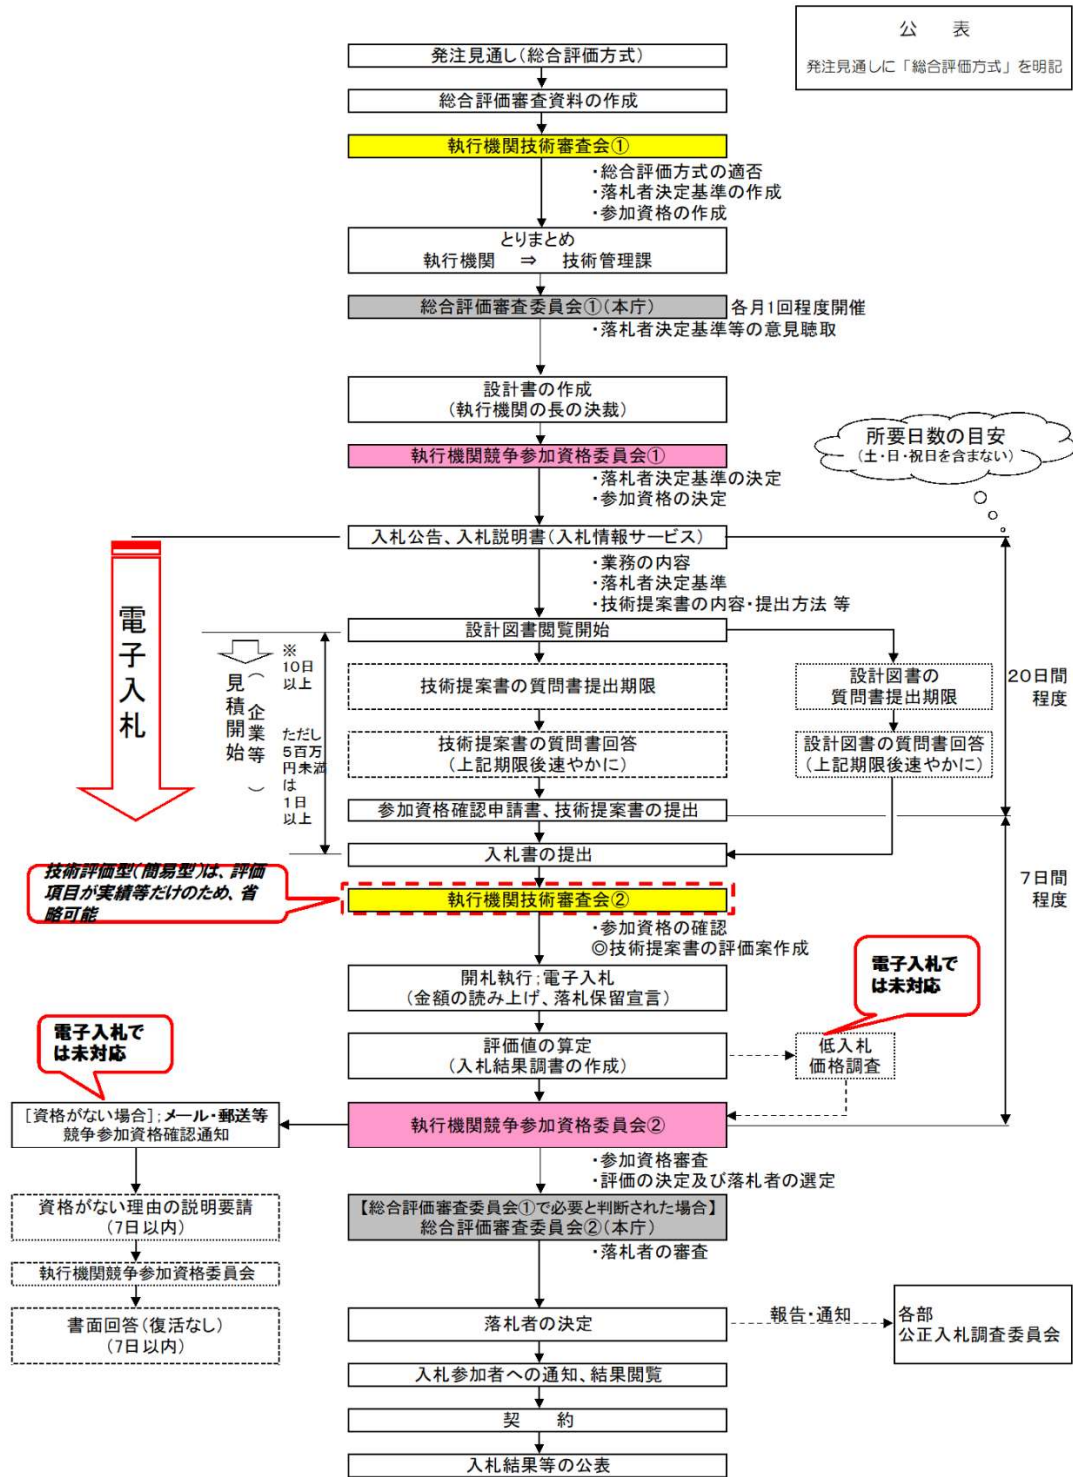 公　表
発注見通しに「総合評価方式」を明記
発注見通し(総合評価方式)
総合評価審査資料の作成
執行機関技術審査会①
・総合評価方式の適否
・落札者決定基準の作成
・参加資格の作成
とりまとめ
執行機関　⇒　技術管理課
総合評価審査委員会①(本庁)
各月1回程度開催
・落札者決定基準等の意見聴取
設計書の作成
(執行機関の長の決裁)
所要日数の目安
(土・日・祝日を含まない)
執行機関競争参加資格委員会①
・落札者決定基準の決定
・参加資格の決定
入札公告、入札説明書(入札情報サービス)
・業務の内容
・落札者決定基準
・技術提案書の内容・提出方法 等
電子入札
設計図書閲覧開始
見積開始
(企業等)
※
10日
以上
ただし
5百万
円未満
は
1日
以上
技術提案書の質問書提出期限
設計図書の
質問書提出期限
20日間
程度
技術提案書の質問書回答
(上記期限後速やかに)
設計図書の質問書回答
(上記期限後速やかに)
参加資格確認申請書、技術提案書の提出
入札書の提出
技術評価型(簡易型)は、評価
項目が実績等だけのため、省
略可能
執行機関技術審査会②
7日間
程度
・参加資格の確認
◎技術提案書の評価案作成
開札執行;電子入札
(金額の読み上げ、落札保留宣言)
電子入札で
は未対応
評価値の算定
(入札結果調書の作成)
低入札
価格調査
電子入札で
は未対応
[資格がない場合];メール・郵送等
競争参加資格確認通知
執行機関競争参加資格委員会②
・参加資格審査
・評価の決定及び落札者の選定
資格がない理由の説明要請
(7日以内)
【総合評価審査委員会①で必要と判断された場合】
総合評価審査委員会②(本庁)
・落札者の審査
執行機関競争参加資格委員会
書面回答(復活なし)
(7日以内)
落札者の決定
報告・通知
各部
公正入札調査委員会
入札参加者への通知、結果閲覧
契　約
入札結果等の公表